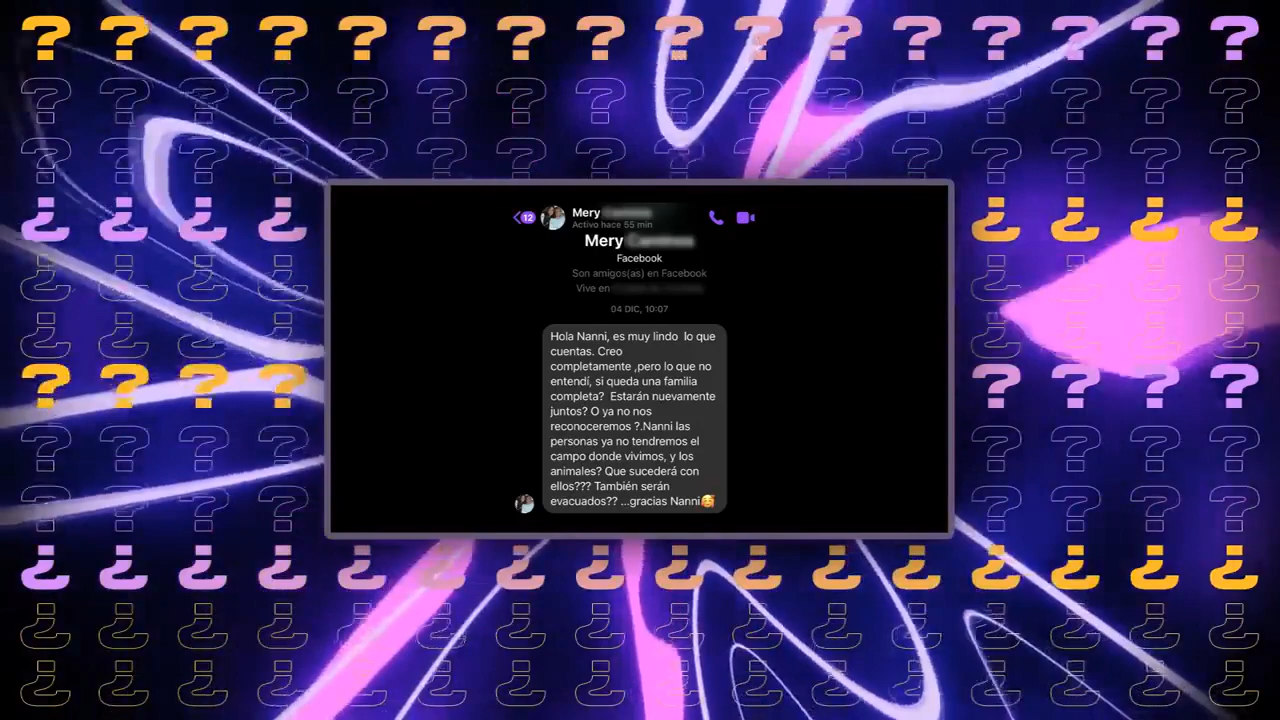 12
Mery
Activo hace 55 min
Mery
Facebook
Son amigos(as) en Facebook
Vive en
04 DIC, 10:07
Hola Nanni, es muy lindo lo que
cuentas. Creo
completamente ,pero lo que no
entendí, si queda una familia
completa? Estarán nuevamente
juntos? O ya no nos
reconoceremos ?.Nanni las
personas ya no tendremos el
campo donde vivimos, y los
animales? Que sucederá con
ellos??? También serán
evacuados?? ...gracias Nanni🥰